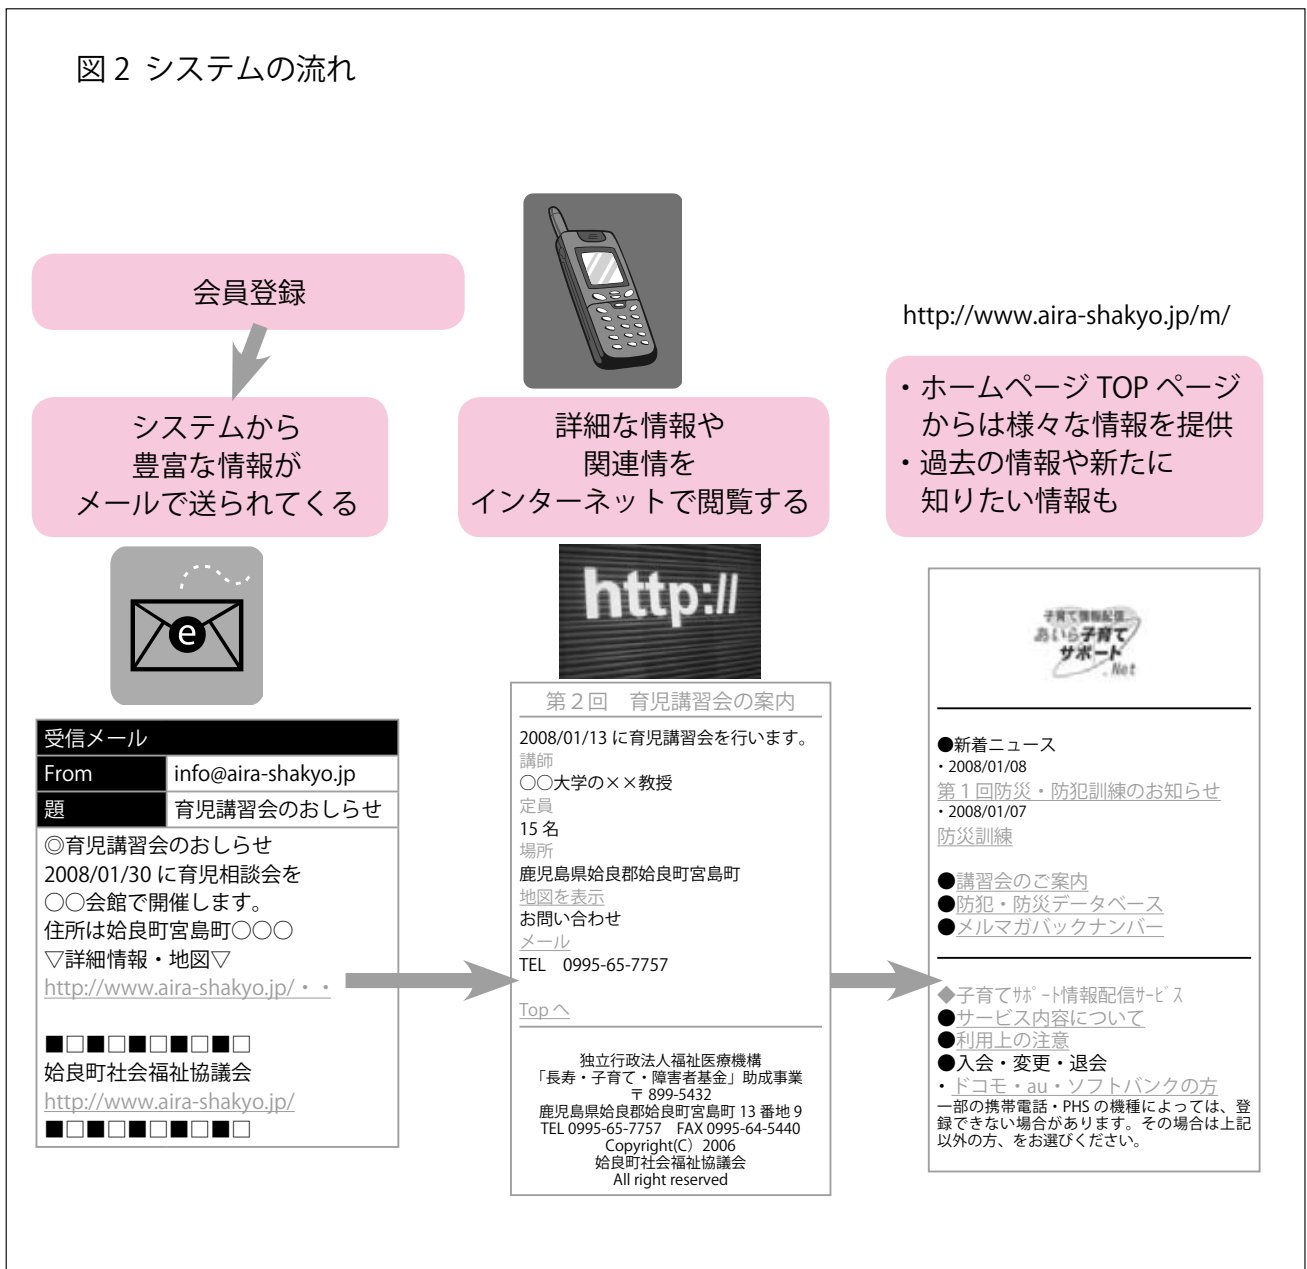 図2 システムの流れ
会員登録
システムから
豊富な情報が
メールで送られてくる
e
受信メール
From info@aira-shakyo.jp
題 育児講習会のおしらせ
◎育児講習会のおしらせ
2008/01/30 に育児相談会を
○○会館で開催します。
住所は姶良町宮島町○○○
▽詳細情報・地図▽
http://www.aira-shakyo.jp/・・
■□■□■□■□■□
姶良町社会福祉協議会
http://www.aira-shakyo.jp/
■□■□■□■□■□
詳細な情報や
関連情を
インターネットで閲覧する
http://
第2回 育児講習会の案内
2008/01/13 に育児講習会を行います。
講師
○○大学の××教授
定員
15 名
場所
鹿児島県姶良郡姶良町宮島町
地図を表示
お問い合わせ
メール
TEL 0995-65-7757
Top へ
独立行政法人福祉医療機構
「長寿・子育て・障害者基金」助成事業
〒 899-5432
鹿児島県姶良郡姶良町宮島町 13 番地 9
TEL 0995-65-7757 FAX 0995-64-5440
Copyright(C) 2006
姶良町社会福祉協議会
All right reserved
http://www.aira-shakyo.jp/m/
・ホームページ TOP ページ
からは様々な情報を提供
・過去の情報や新たに
知りたい情報も
子育て情報配信
あいら子育て
サポート
.Net
●新着ニュース
・2008/01/08
第1回防災・防犯訓練のお知らせ
・2008/01/07
防災訓練
●講習会のご案内
●防犯・防災データベース
●メルマガバックナンバー
◆子育てｻﾎﾟｰﾄ情報配信ｻｰﾋﾞｽ
●サービス内容について
●利用上の注意
●入会・変更・退会
・ドコモ・au・ソフトバンクの方
一部の携帯電話・PHS の機種によっては、登
録できない場合があります。その場合は上記
以外の方、をお選びください。